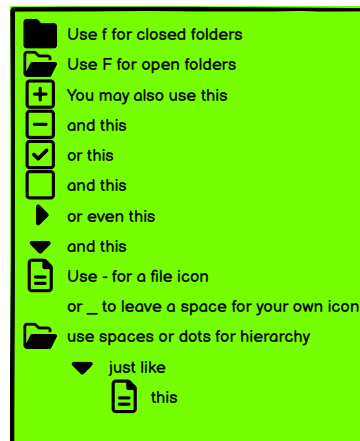 Use f for closed folders
Use F for open folders
You may also use this
and this
or this
and this
or even this
and this
Use - for a file icon
or _ to leave a space for your own icon
use spaces or dots for hierarchy
just like
this